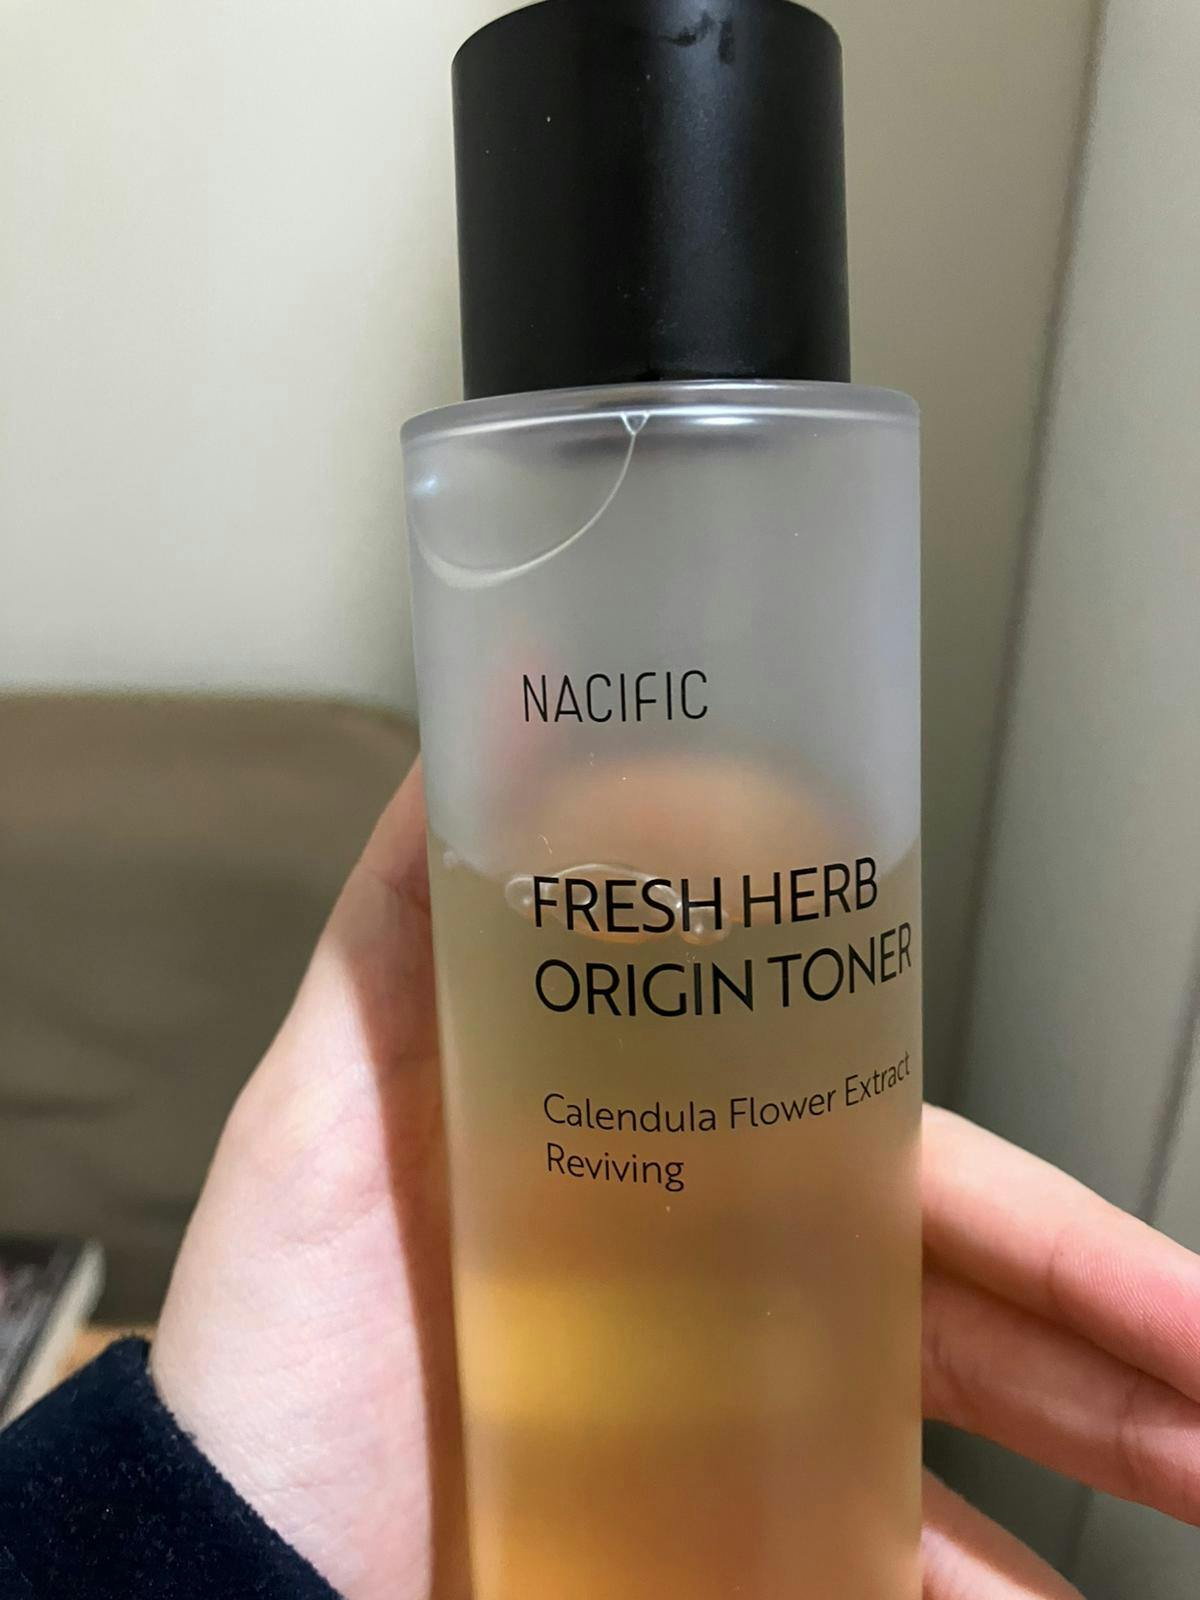 NACIFIC
FRESH HERB
ORIGIN TONER
Calendula Flower Extract
Reviving